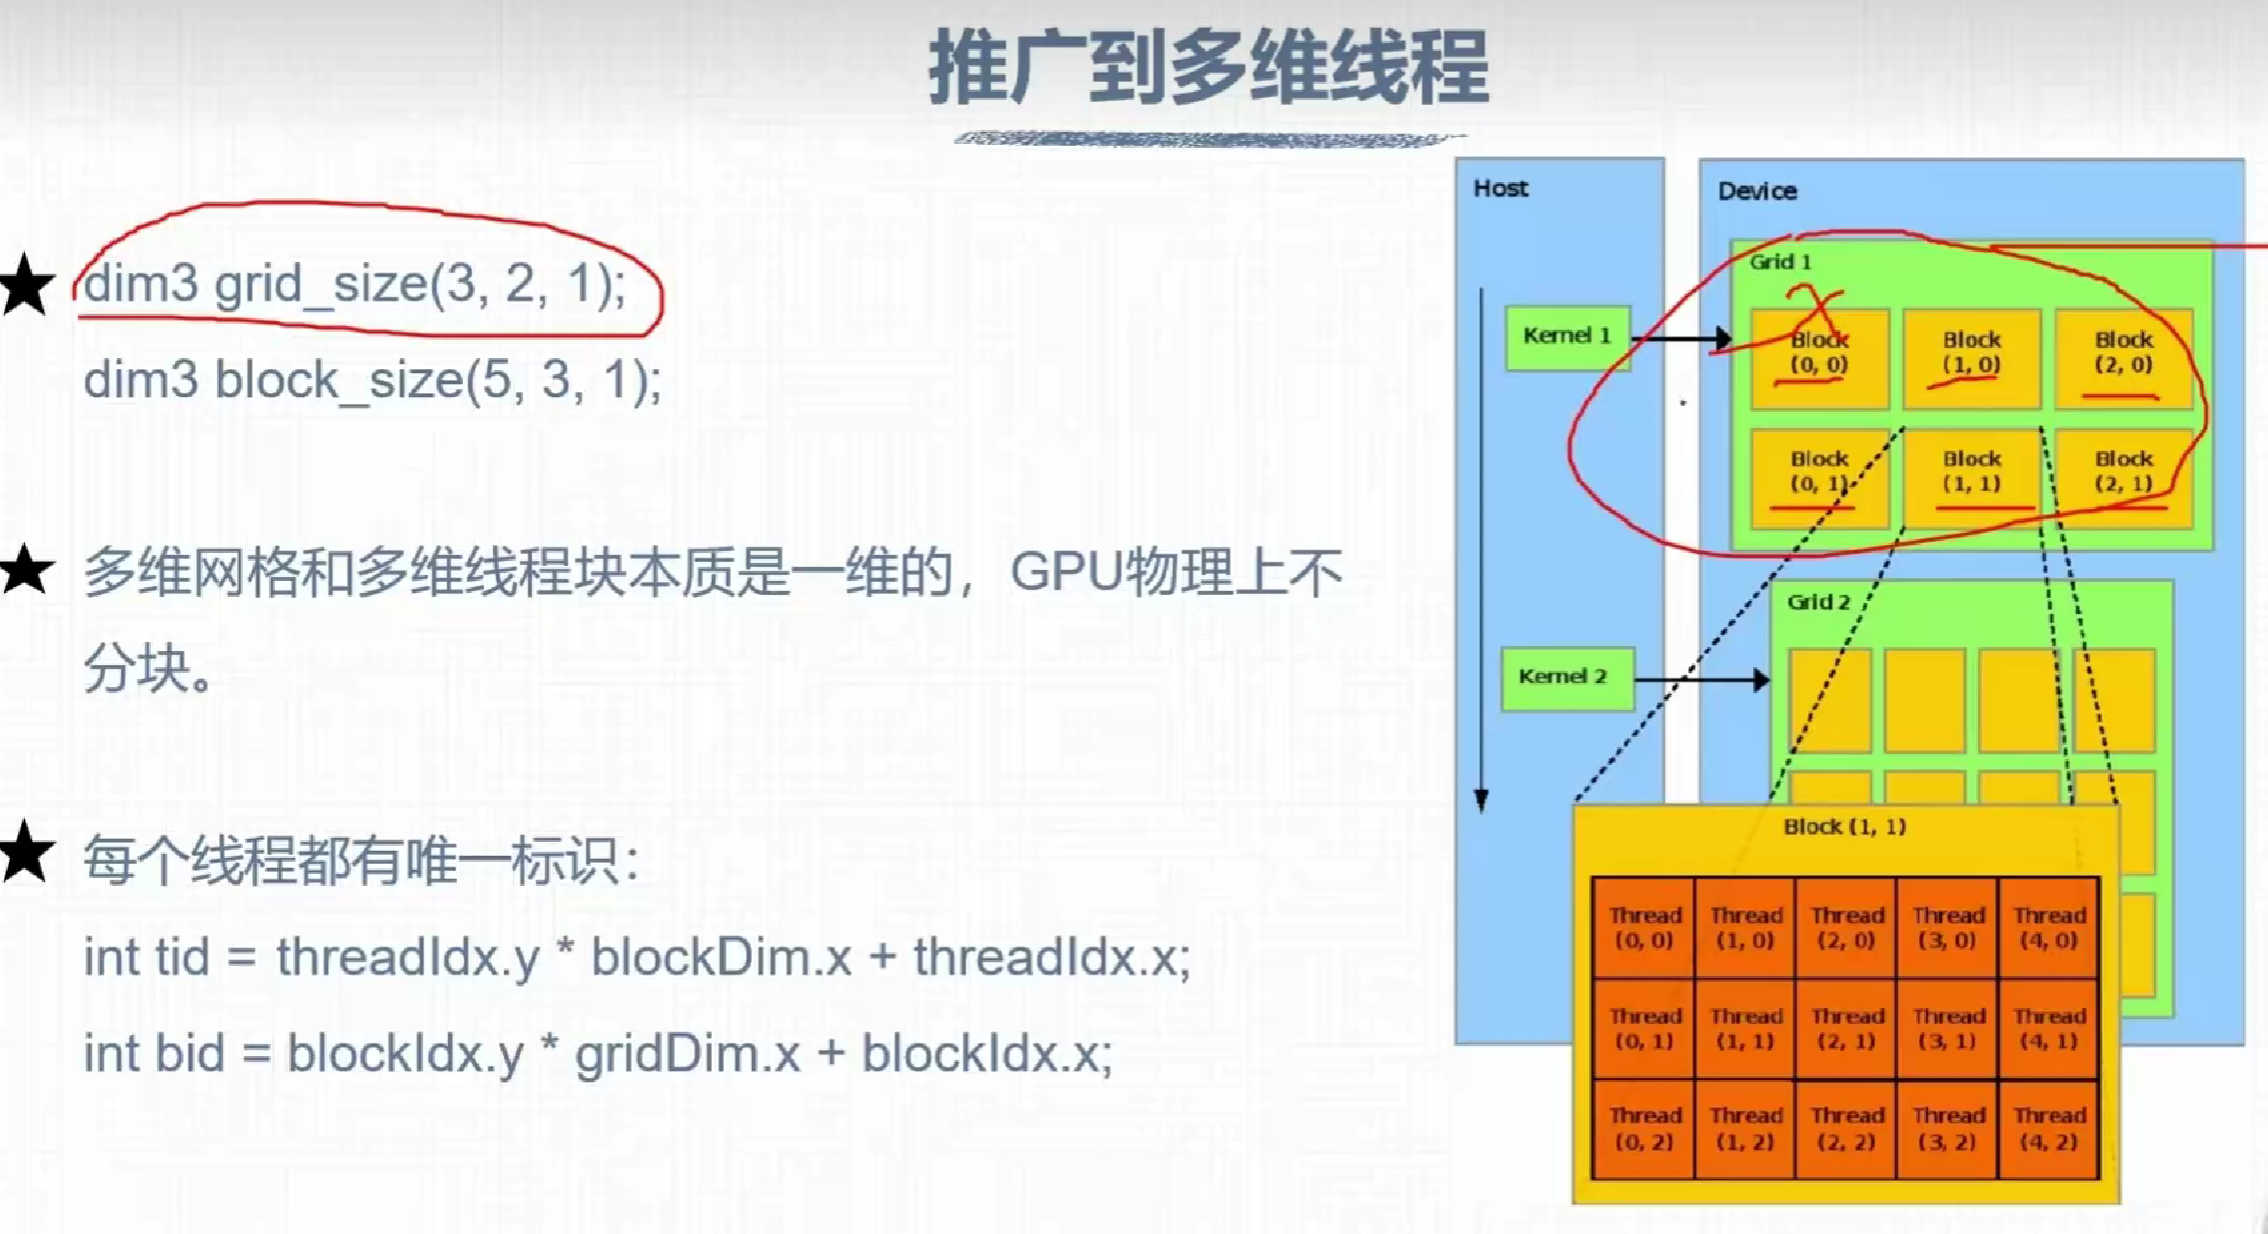 推广到多维线程
dim3 grid_size(3, 2, 1);
dim3 block_size(5, 3, 1);
多维网格和多维线程块本质是一维的，GPU物理上不
分块。
每个线程都有唯一标识：
int tid = threadIdx.y * blockDim.x + threadIdx.x;
int bid = blockIdx.y * gridDim.x + blockIdx.x;
Host
Device
Grid 1
Kernel 1
Block
(0, 0)
Block
(1, 0)
Block
(2, 0)
Block
(0, 1)
Block
(1, 1)
Block
(2, 1)
Grid 2
Kernel 2
Block (1, 1)
Thread
(0, 0)
Thread
(1, 0)
Thread
(2, 0)
Thread
(3, 0)
Thread
(4, 0)
Thread
(0, 1)
Thread
(1, 1)
Thread
(2, 1)
Thread
(3, 1)
Thread
(4, 1)
Thread
(0, 2)
Thread
(1, 2)
Thread
(2, 2)
Thread
(3, 2)
Thread
(4, 2)